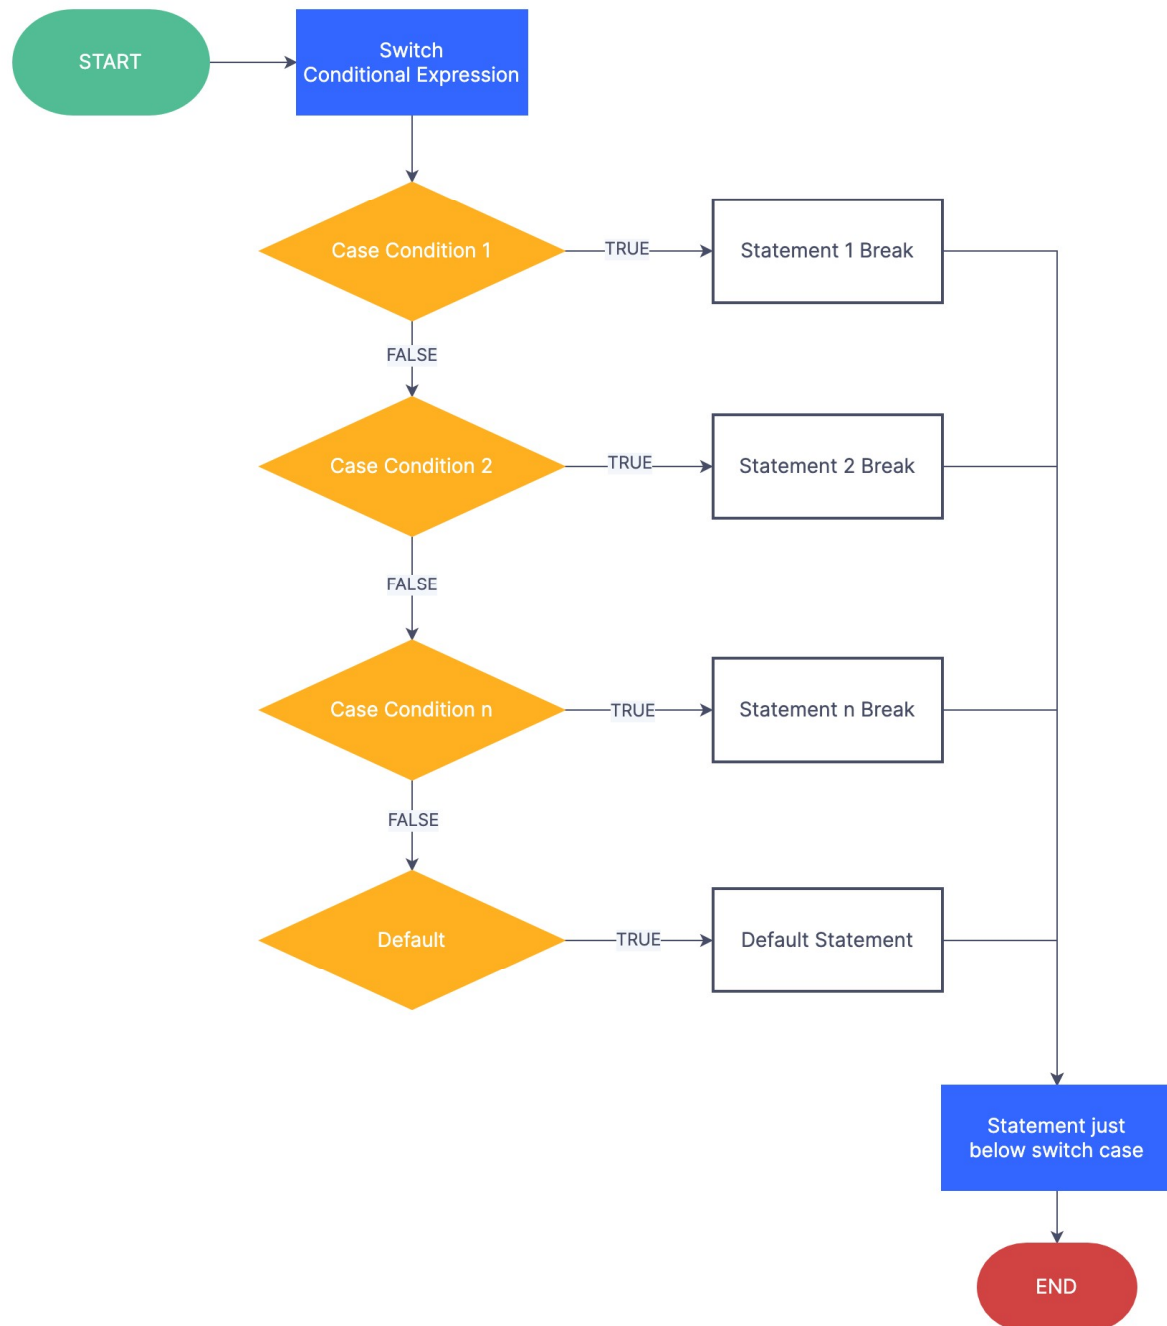 START
Switch
Conditional Expression
Case Condition 1
TRUE
Statement 1 Break
FALSE
Case Condition 2
TRUE
Statement 2 Break
FALSE
Case Condition n
TRUE
Statement n Break
FALSE
Default
TRUE
Default Statement
Statement just
below switch case
END